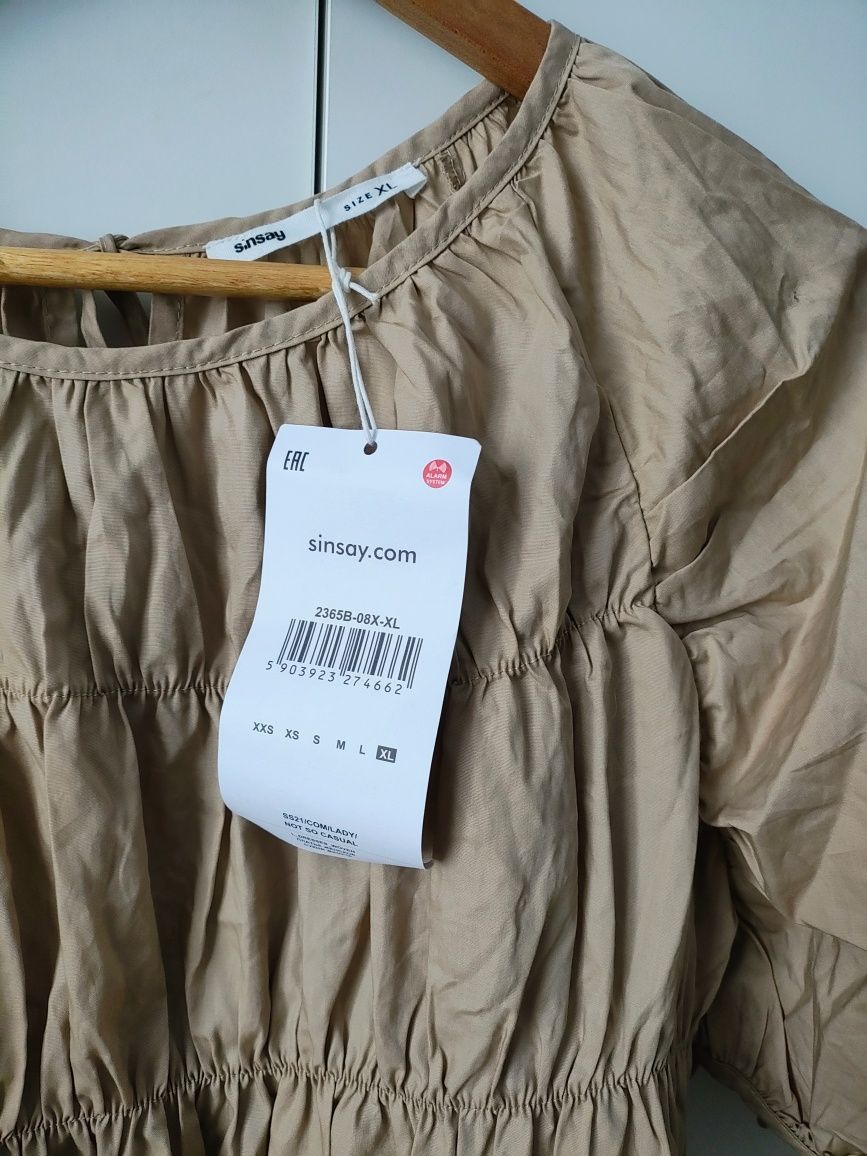 sinsay
SIZE XL
EAC
ALARM
SYSTEM
sinsay.com
2365B-08X-XL
5 903923 274662
XXS XS S M L XL
SS21/COM/LADY/
NOT SO CASUAL